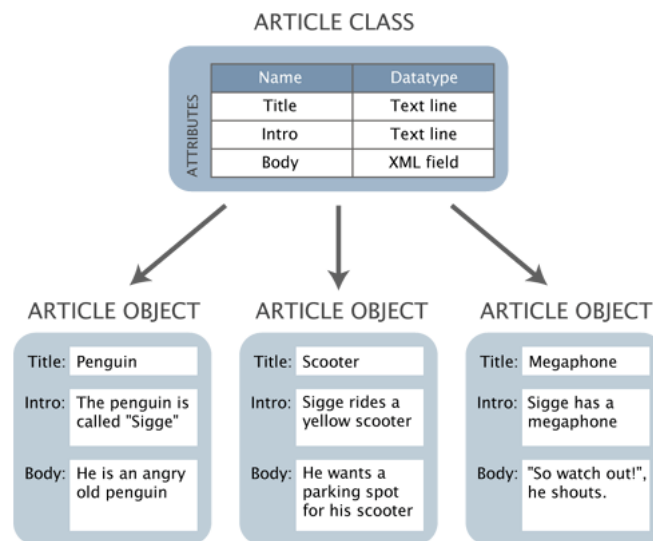 ARTICLE CLASS
ATTRIBUTES
Name Datatype
Title Text line
Intro Text line
Body XML field
ARTICLE OBJECT
Title: Penguin
Intro: The penguin is
called "Sigge"
Body: He is an angry
old penguin
ARTICLE OBJECT
Title: Scooter
Intro: Sigge rides a
yellow scooter
Body: He wants a
parking spot
for his scooter
ARTICLE OBJECT
Title: Megaphone
Intro: Sigge has a
megaphone
Body: "So watch out!",
he shouts.